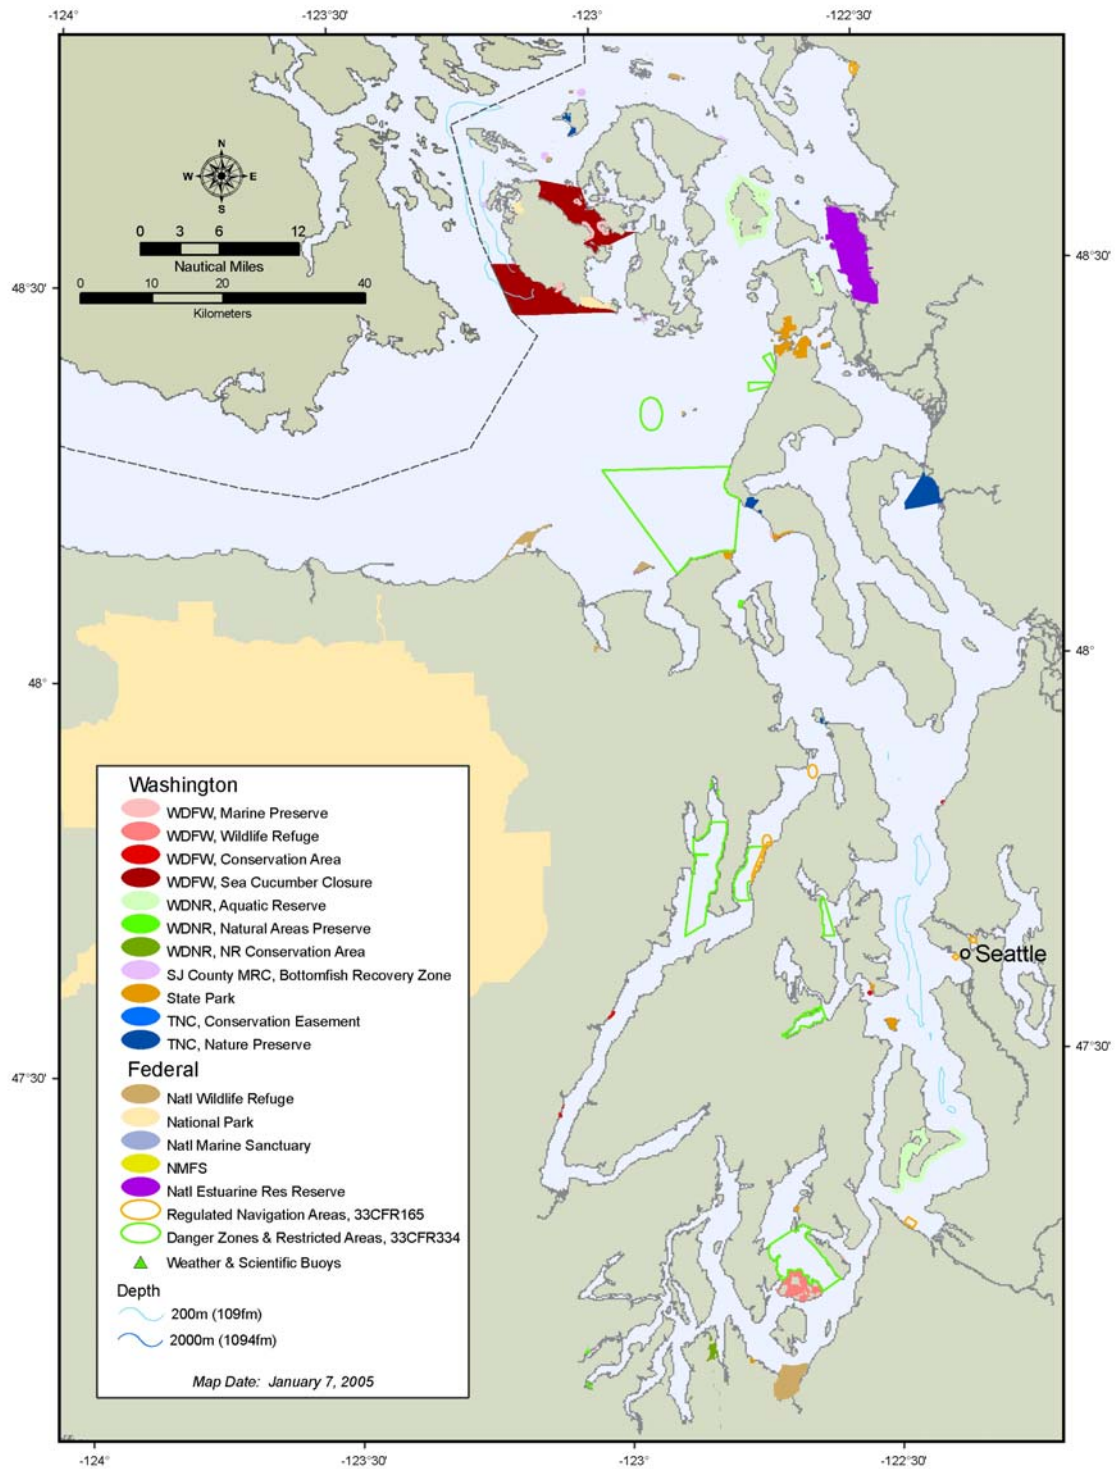 -124°
-123°30'
-123°
-122°30'
N
W
E
S
0 3 6 12
Nautical Miles
0 10 20 40
Kilometers
48°30'
48°30'
48°
48°
47°30'
47°30'
Seattle
Washington
WDFW, Marine Preserve
WDFW, Wildlife Refuge
WDFW, Conservation Area
WDFW, Sea Cucumber Closure
WDNR, Aquatic Reserve
WDNR, Natural Areas Preserve
WDNR, NR Conservation Area
SJ County MRC, Bottomfish Recovery Zone
State Park
TNC, Conservation Easement
TNC, Nature Preserve
Federal
Natl Wildlife Refuge
National Park
Natl Marine Sanctuary
NMFS
Natl Estuarine Res Reserve
Regulated Navigation Areas, 33CFR165
Danger Zones & Restricted Areas, 33CFR334
Weather & Scientific Buoys
Depth
200m (109fm)
2000m (1094fm)
Map Date: January 7, 2005
-124°
-123°30'
-123°
-122°30'